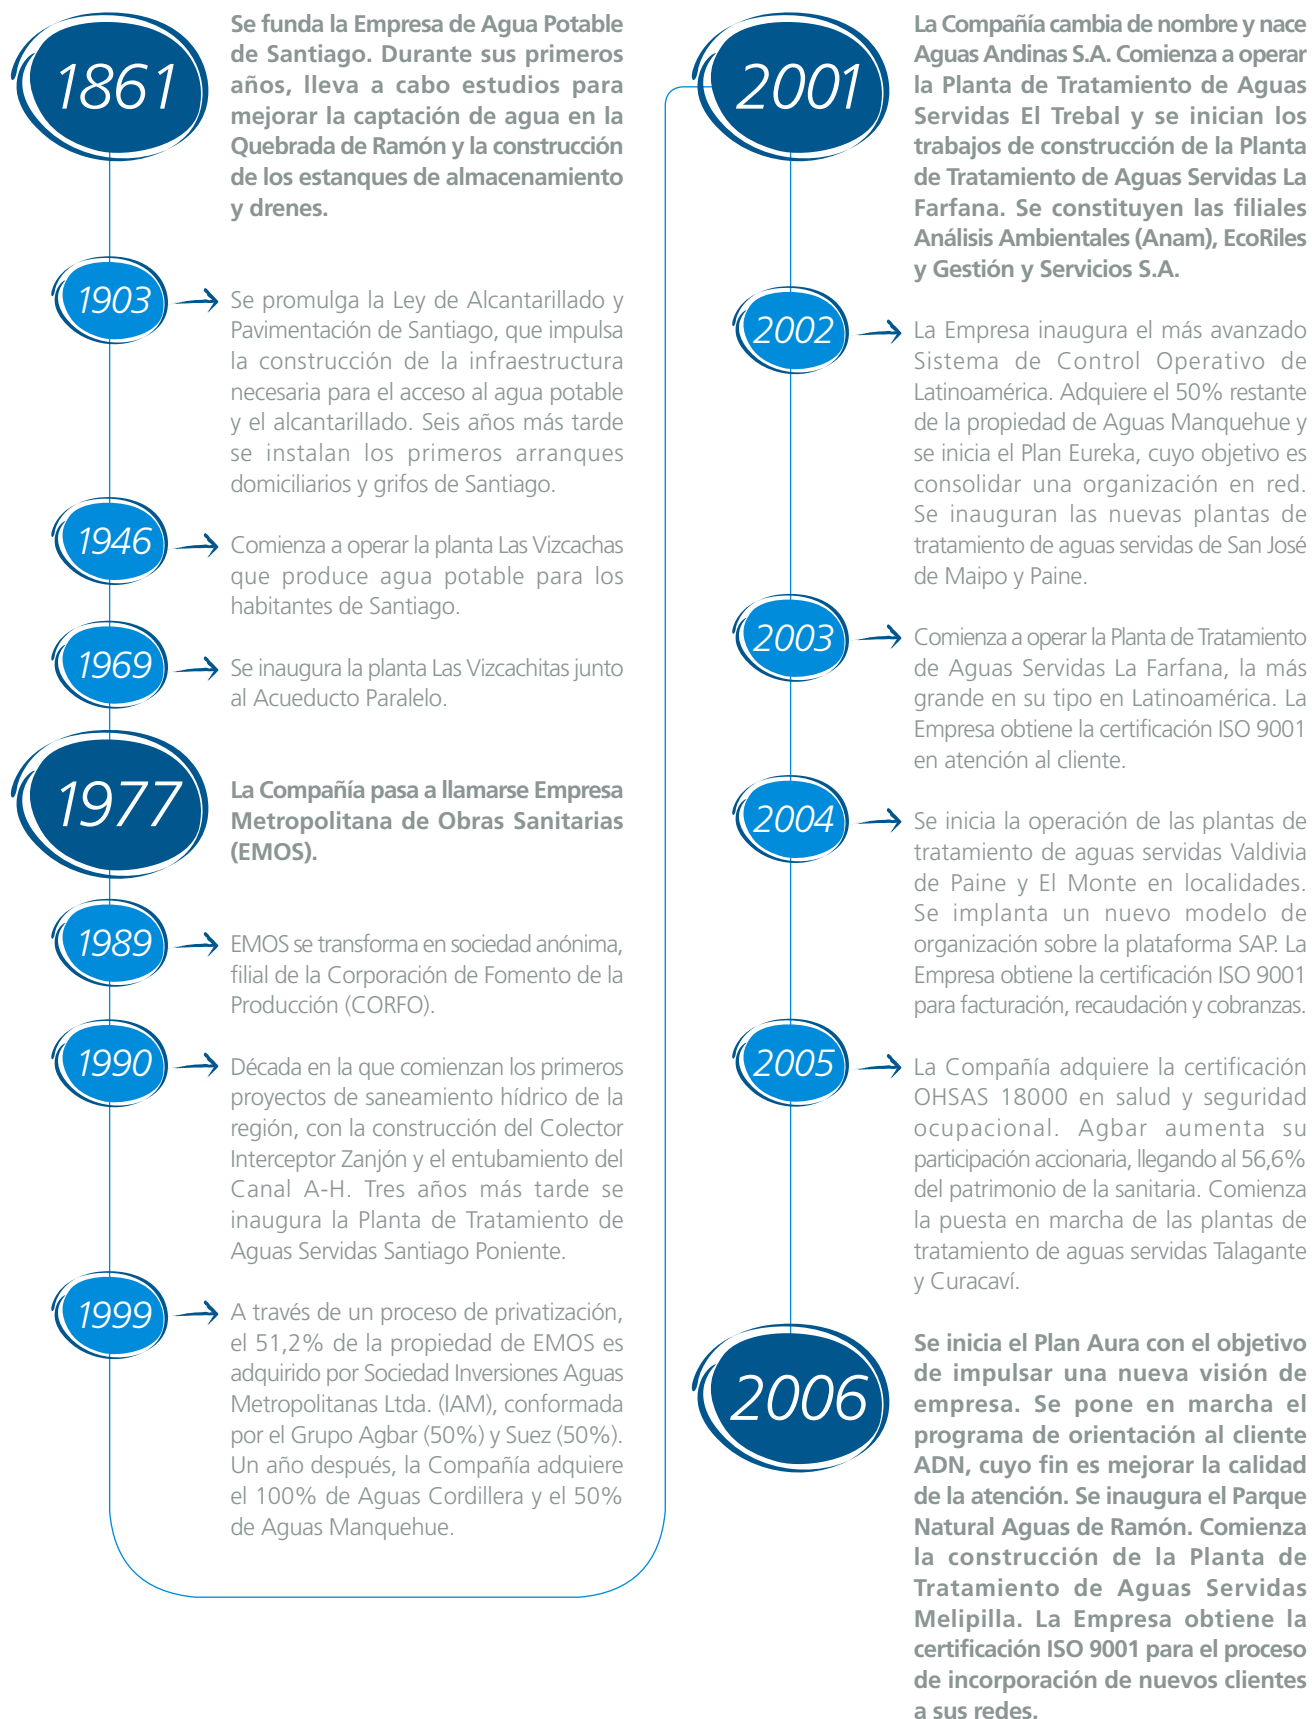 1861
Se funda la Empresa de Agua Potable
de Santiago. Durante sus primeros
años, lleva a cabo estudios para
mejorar la captación de agua en la
Quebrada de Ramón y la construcción
de los estanques de almacenamiento
y drenes.
1903
Se promulga la Ley de Alcantarillado y
Pavimentación de Santiago, que impulsa
la construcción de la infraestructura
necesaria para el acceso al agua potable
y el alcantarillado. Seis años más tarde
se instalan los primeros arranques
domiciliarios y grifos de Santiago.
1946
Comienza a operar la planta Las Vizcachas
que produce agua potable para los
habitantes de Santiago.
1969
Se inaugura la planta Las Vizcachitas junto
al Acueducto Paralelo.
1977
La Compañía pasa a llamarse Empresa
Metropolitana de Obras Sanitarias
(EMOS).
1989
EMOS se transforma en sociedad anónima,
filial de la Corporación de Fomento de la
Producción (CORFO).
1990
Década en la que comienzan los primeros
proyectos de saneamiento hídrico de la
región, con la construcción del Colector
Interceptor Zanjón y el entubamiento del
Canal A-H. Tres años más tarde se
inaugura la Planta de Tratamiento de
Aguas Servidas Santiago Poniente.
1999
A través de un proceso de privatización,
el 51,2% de la propiedad de EMOS es
adquirido por Sociedad Inversiones Aguas
Metropolitanas Ltda. (IAM), conformada
por el Grupo Agbar (50%) y Suez (50%).
Un año después, la Compañía adquiere
el 100% de Aguas Cordillera y el 50%
de Aguas Manquehue.
2001
La Compañía cambia de nombre y nace
Aguas Andinas S.A. Comienza a operar
la Planta de Tratamiento de Aguas
Servidas El Trebal y se inician los
trabajos de construcción de la Planta
de Tratamiento de Aguas Servidas La
Farfana. Se constituyen las filiales
Análisis Ambientales (Anam), EcoRiles
y Gestión y Servicios S.A.
2002
La Empresa inaugura el más avanzado
Sistema de Control Operativo de
Latinoamérica. Adquiere el 50% restante
de la propiedad de Aguas Manquehue y
se inicia el Plan Eureka, cuyo objetivo es
consolidar una organización en red.
Se inauguran las nuevas plantas de
tratamiento de aguas servidas de San José
de Maipo y Paine.
2003
Comienza a operar la Planta de Tratamiento
de Aguas Servidas La Farfana, la más
grande en su tipo en Latinoamérica. La
Empresa obtiene la certificación ISO 9001
en atención al cliente.
2004
Se inicia la operación de las plantas de
tratamiento de aguas servidas Valdivia
de Paine y El Monte en localidades.
Se implanta un nuevo modelo de
organización sobre la plataforma SAP. La
Empresa obtiene la certificación ISO 9001
para facturación, recaudación y cobranzas.
2005
La Compañía adquiere la certificación
OHSAS 18000 en salud y seguridad
ocupacional. Agbar aumenta su
participación accionaria, llegando al 56,6%
del patrimonio de la sanitaria. Comienza
la puesta en marcha de las plantas de
tratamiento de aguas servidas Talagante
y Curacaví.
2006
Se inicia el Plan Aura con el objetivo
de impulsar una nueva visión de
empresa. Se pone en marcha el
programa de orientación al cliente
ADN, cuyo fin es mejorar la calidad
de la atención. Se inaugura el Parque
Natural Aguas de Ramón. Comienza
la construcción de la Planta de
Tratamiento de Aguas Servidas
Melipilla. La Empresa obtiene la
certificación ISO 9001 para el proceso
de incorporación de nuevos clientes
a sus redes.